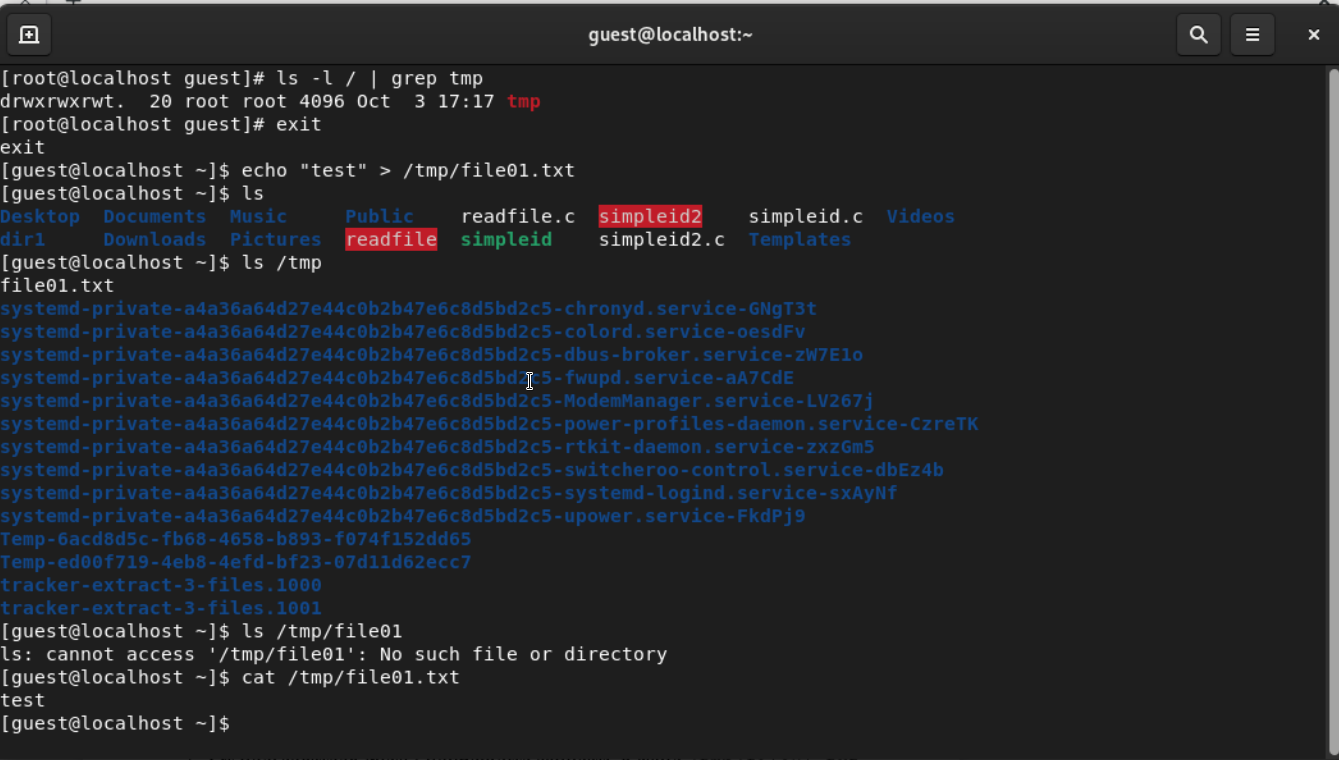 guest@localhost:~
[root@localhost guest]# ls -l / | grep tmp
drwxrwxrwt.  20 root root 4096 Oct  3 17:17 tmp
[root@localhost guest]# exit
exit
[guest@localhost ~]$ echo "test" > /tmp/file01.txt
[guest@localhost ~]$ ls
Desktop  Documents  Music     Public    readfile.c  simpleid2    simpleid.c  Videos
dir1     Downloads  Pictures  readfile  simpleid    simpleid2.c  Templates
[guest@localhost ~]$ ls /tmp
file01.txt
systemd-private-a4a36a64d27e44c0b2b47e6c8d5bd2c5-chronyd.service-GNgT3t
systemd-private-a4a36a64d27e44c0b2b47e6c8d5bd2c5-colord.service-oesdFv
systemd-private-a4a36a64d27e44c0b2b47e6c8d5bd2c5-dbus-broker.service-zW7E1o
systemd-private-a4a36a64d27e44c0b2b47e6c8d5bd2c5-fwupd.service-aA7CdE
systemd-private-a4a36a64d27e44c0b2b47e6c8d5bd2c5-ModemManager.service-LV267j
systemd-private-a4a36a64d27e44c0b2b47e6c8d5bd2c5-power-profiles-daemon.service-CzreTK
systemd-private-a4a36a64d27e44c0b2b47e6c8d5bd2c5-rtkit-daemon.service-zxzGm5
systemd-private-a4a36a64d27e44c0b2b47e6c8d5bd2c5-switcheroo-control.service-dbEz4b
systemd-private-a4a36a64d27e44c0b2b47e6c8d5bd2c5-systemd-logind.service-sxAyNf
systemd-private-a4a36a64d27e44c0b2b47e6c8d5bd2c5-upower.service-FkdPj9
Temp-6acd8d5c-fb68-4658-b893-f074f152dd65
Temp-ed00f719-4eb8-4efd-bf23-07d11d62ecc7
tracker-extract-3-files.1000
tracker-extract-3-files.1001
[guest@localhost ~]$ ls /tmp/file01
ls: cannot access '/tmp/file01': No such file or directory
[guest@localhost ~]$ cat /tmp/file01.txt
test
[guest@localhost ~]$